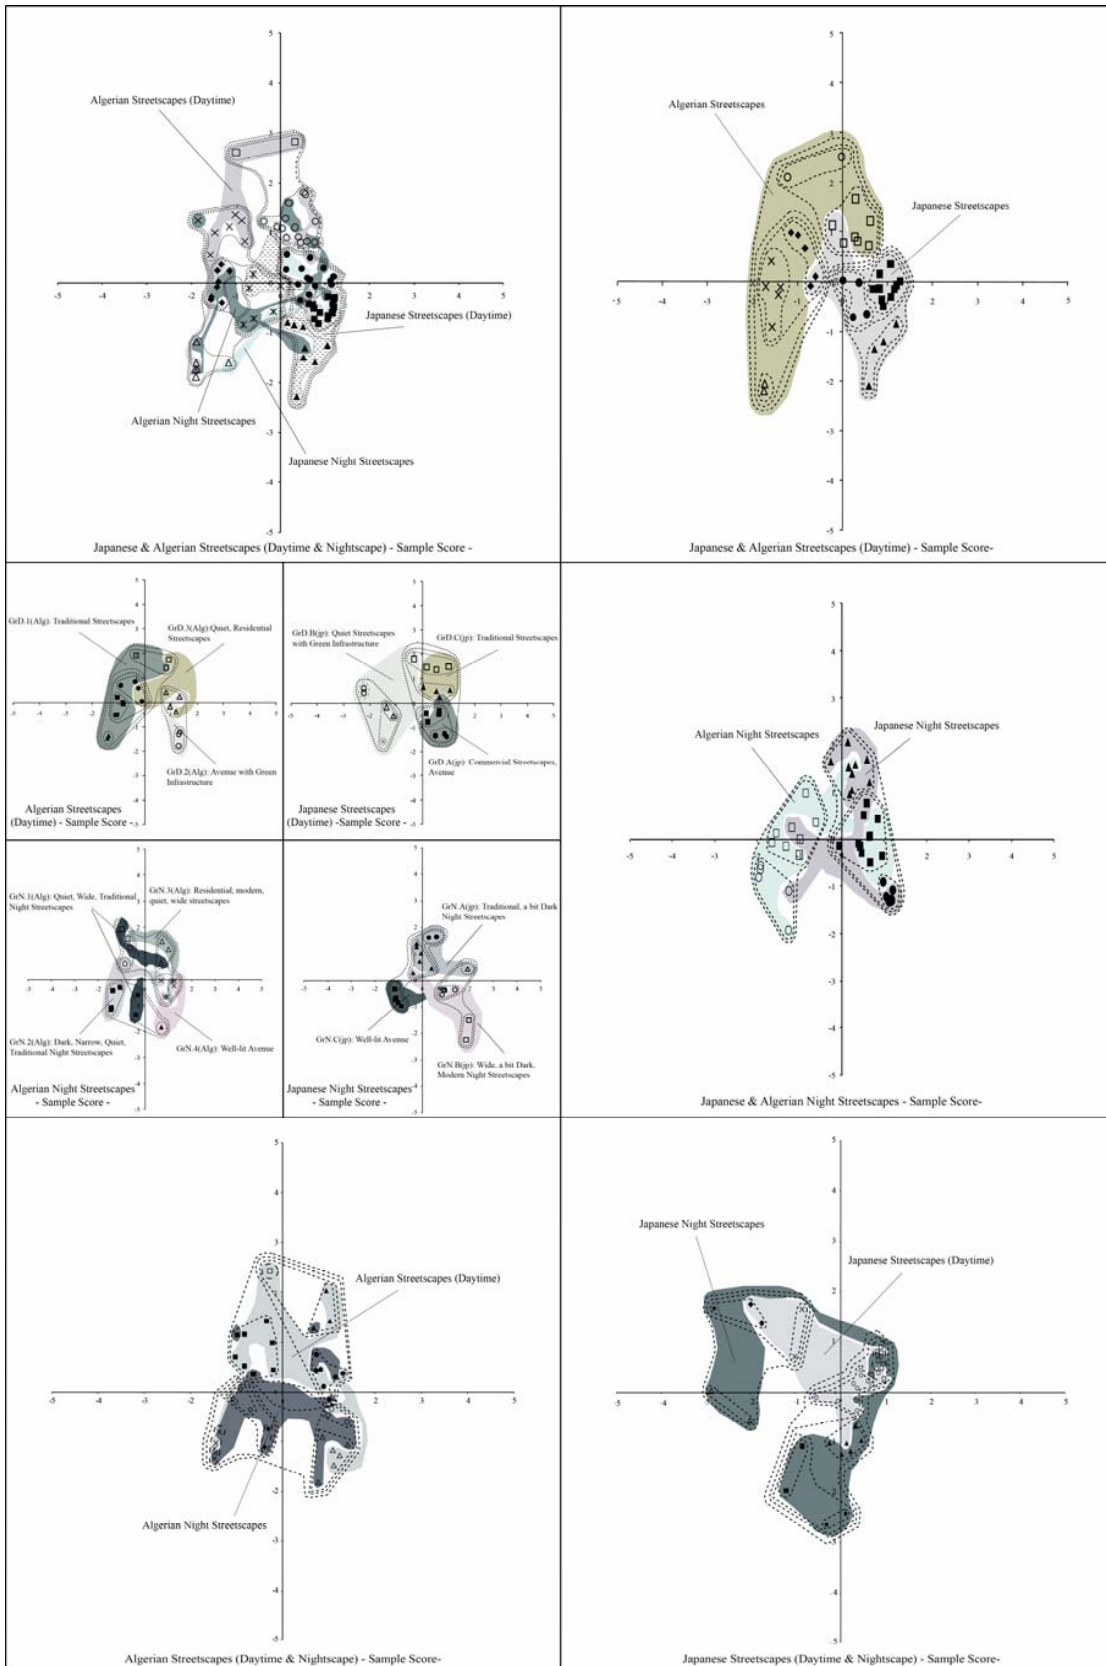 Algerian Streetscapes (Daytime)
Japanese Streetscapes (Daytime)
Algerian Night Streetscapes
Japanese Night Streetscapes
Japanese & Algerian Streetscapes (Daytime & Nightscape) - Sample Score -
Algerian Streetscapes
Japanese Streetscapes
Japanese & Algerian Streetscapes (Daytime) - Sample Score-
GrD.1(Alg): Traditional Streetscapes
GrD.3(Alg):Quiet, Residential
Streetscapes
GrD.2(Alg): Avenue with Green
Infrastructure
Algerian Streetscapes
(Daytime) - Sample Score -
GrD.B(jp): Quiet Streetscapes
with Green Infrastructure
GrD.C(jp): Traditional Streetscapes
GrD.A(jp): Commercial Streetscapes,
Avenue
Japanese Streetscapes
(Daytime) -Sample Score -
Algerian Night Streetscapes
Japanese Night Streetscapes
Japanese & Algerian Night Streetscapes - Sample Score-
GrN.1(Alg): Quiet, Wide, Traditional
Night Streetscapes
GrN.3(Alg): Residential, modern,
quiet, wide streetscapes
GrN.2(Alg): Dark, Narrow, Quiet,
Traditional Night Streetscapes
GrN.4(Alg): Well-lit Avenue
Algerian Night Streetscapes
- Sample Score -
GrN.A(jp): Traditional, a bit Dark
Night Streetscapes
GrN.C(jp): Well-lit Avenue
GrN.B(jp): Wide, a bit Dark,
Modern Night Streetscapes
Japanese Night Streetscapes
- Sample Score -
Algerian Streetscapes (Daytime)
Algerian Night Streetscapes
Algerian Streetscapes (Daytime & Nightscape) - Sample Score-
Japanese Night Streetscapes
Japanese Streetscapes (Daytime)
Japanese Streetscapes (Daytime & Nightscape) - Sample Score-